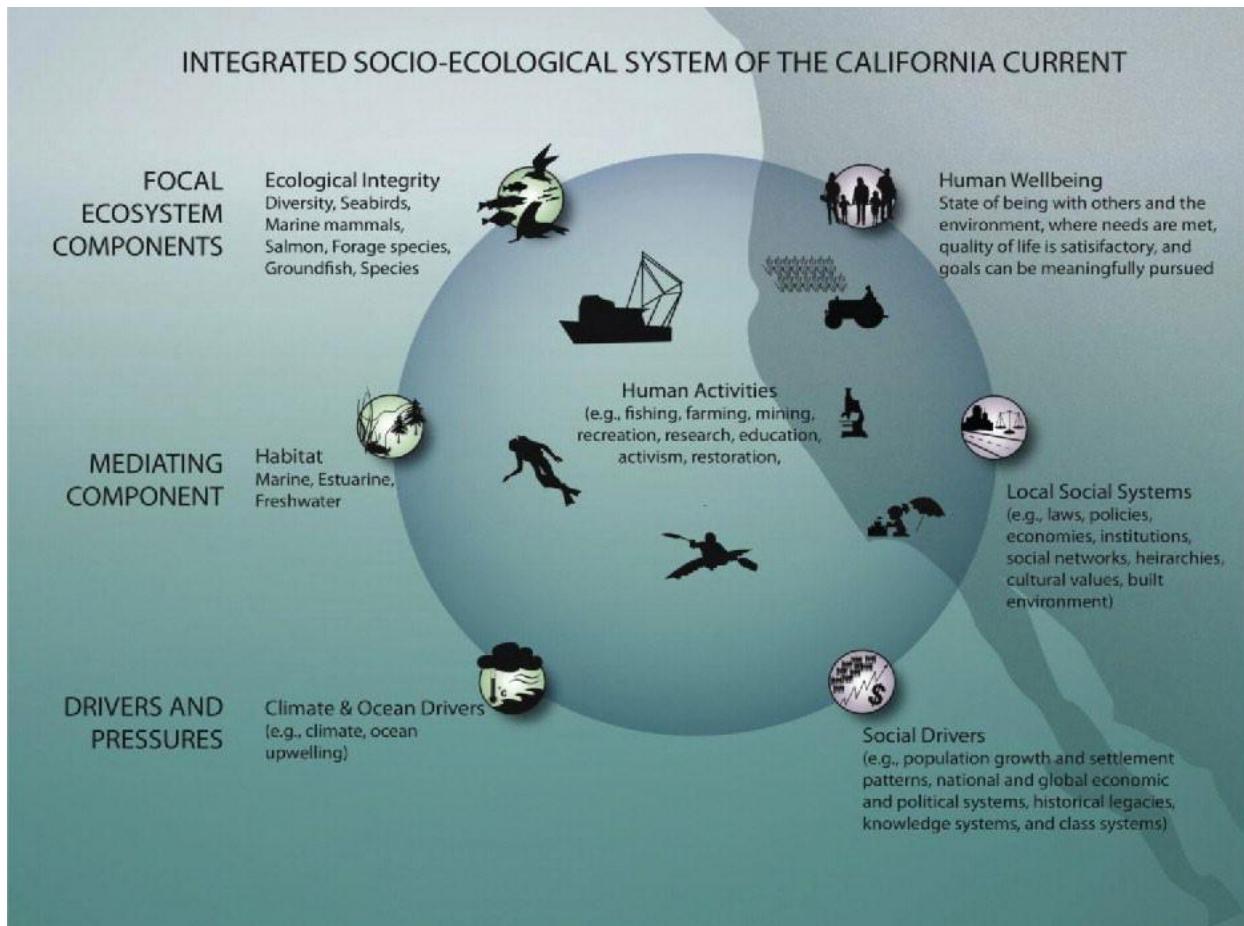 INTEGRATED SOCIO-ECOLOGICAL SYSTEM OF THE CALIFORNIA CURRENT
FOCAL
ECOSYSTEM
COMPONENTS
Ecological Integrity
Diversity, Seabirds,
Marine mammals,
Salmon, Forage species,
Groundfish, Species
Human Wellbeing
State of being with others and the
environment, where needs are met,
quality of life is satisifactory, and
goals can be meaningfully pursued
Human Activities
(e.g., fishing, farming, mining,
recreation, research, education,
activism, restoration,
MEDIATING
COMPONENT
Habitat
Marine, Estuarine,
Freshwater
Local Social Systems
(e.g., laws, policies,
economies, institutions,
social networks, heirarchies,
cultural values, built
environment)
DRIVERS AND
PRESSURES
Climate & Ocean Drivers
(e.g., climate, ocean
upwelling)
°c
$
Social Drivers
(e.g., population growth and settlement
patterns, national and global economic
and political systems, historical legacies,
knowledge systems, and class systems)